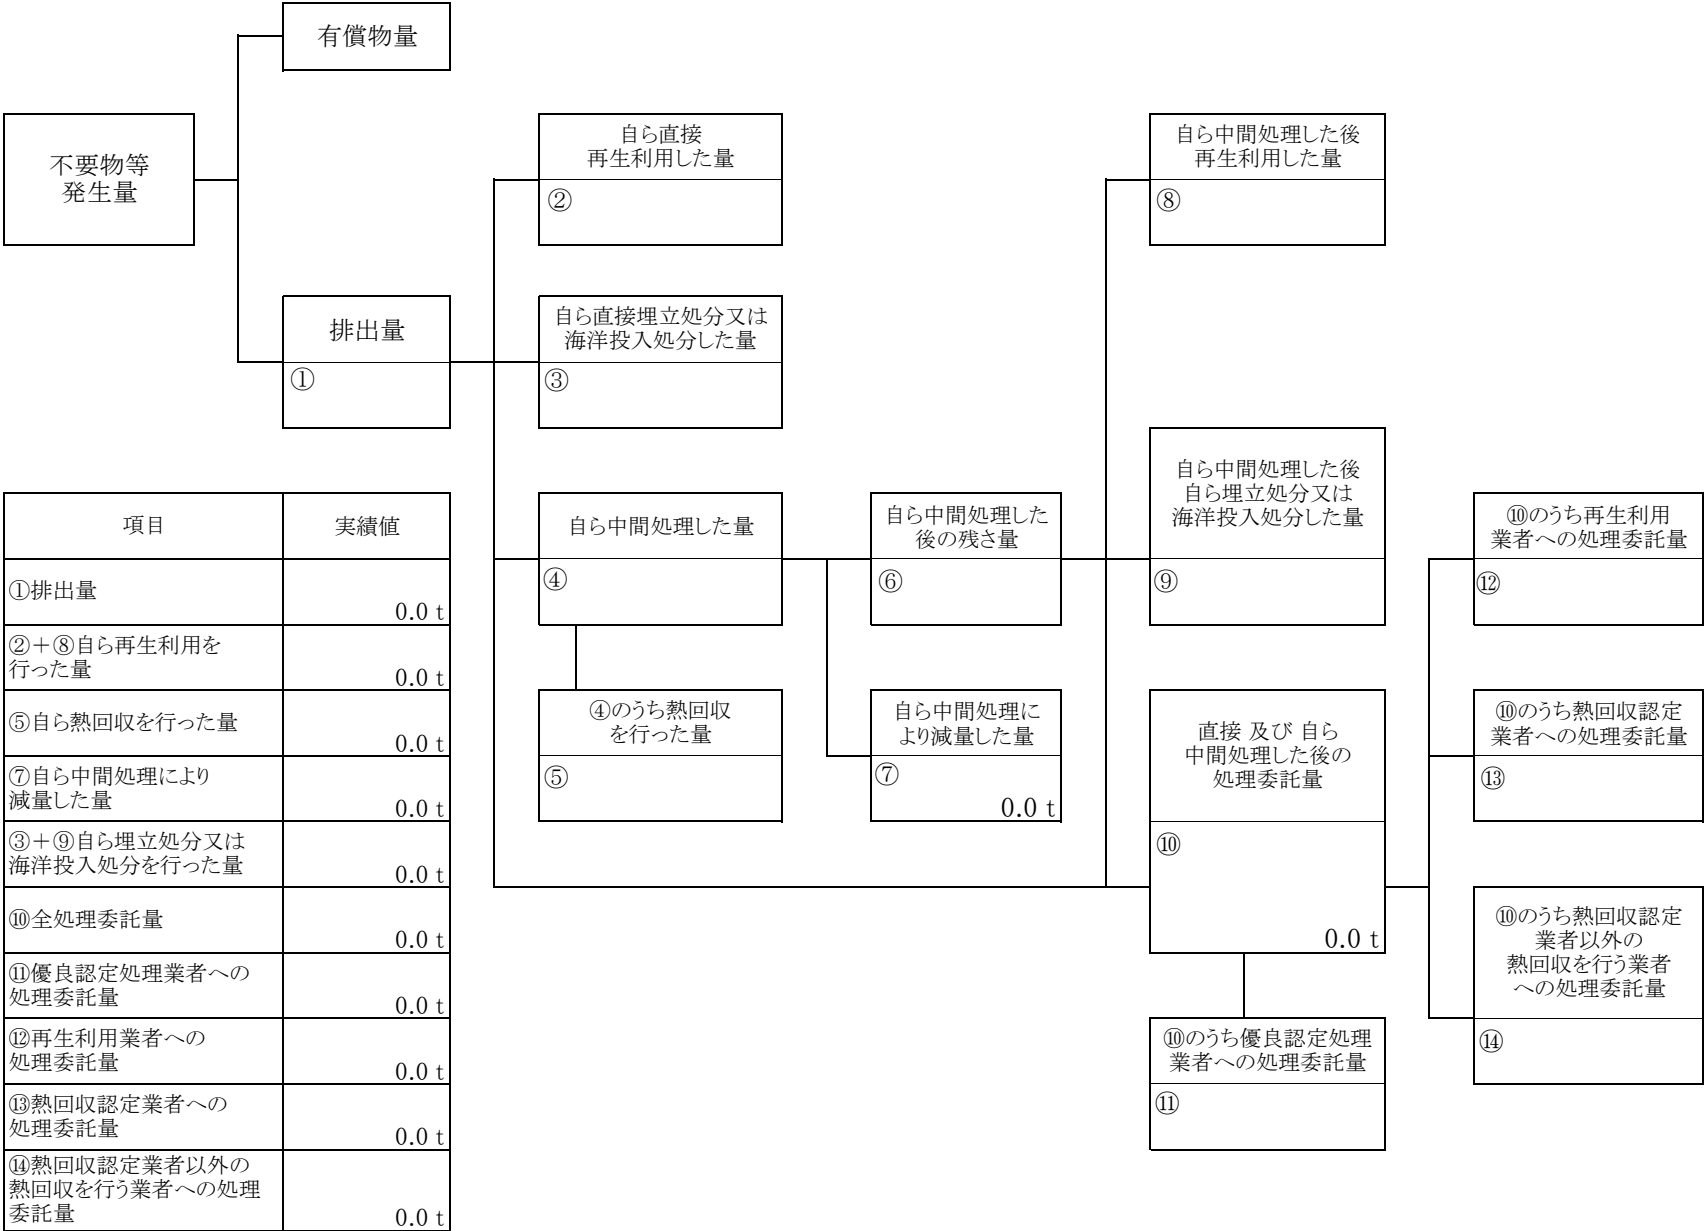 有償物量
不要物等
発生量
自ら直接
再生利用した量
②
自ら中間処理した後
再生利用した量
⑧
排出量
①
自ら直接埋立処分又は
海洋投入処分した量
③
自ら中間処理した量
④
自ら中間処理した
後の残さ量
⑥
自ら中間処理した後
自ら埋立処分又は
海洋投入処分した量
⑨
⑩のうち再生利用
業者への処理委託量
⑫
④のうち熱回収
を行った量
⑤
自ら中間処理に
より減量した量
⑦
0.0 t
直接 及び 自ら
中間処理した後の
処理委託量
⑩
0.0 t
⑩のうち熱回収認定
業者への処理委託量
⑬
⑩のうち熱回収認定
業者以外の
熱回収を行う業者
への処理委託量
⑭
⑩のうち優良認定処理
業者への処理委託量
⑪
項目 実績値
①排出量
0.0 t
②＋⑧自ら再生利用を
行った量
0.0 t
⑤自ら熱回収を行った量
0.0 t
⑦自ら中間処理により
減量した量
0.0 t
③＋⑨自ら埋立処分又は
海洋投入処分を行った量
0.0 t
⑩全処理委託量
0.0 t
⑪優良認定処理業者への
処理委託量
0.0 t
⑫再生利用業者への
処理委託量
0.0 t
⑬熱回収認定業者への
処理委託量
0.0 t
⑭熱回収認定業者以外の
熱回収を行う業者への処理
委託量
0.0 t